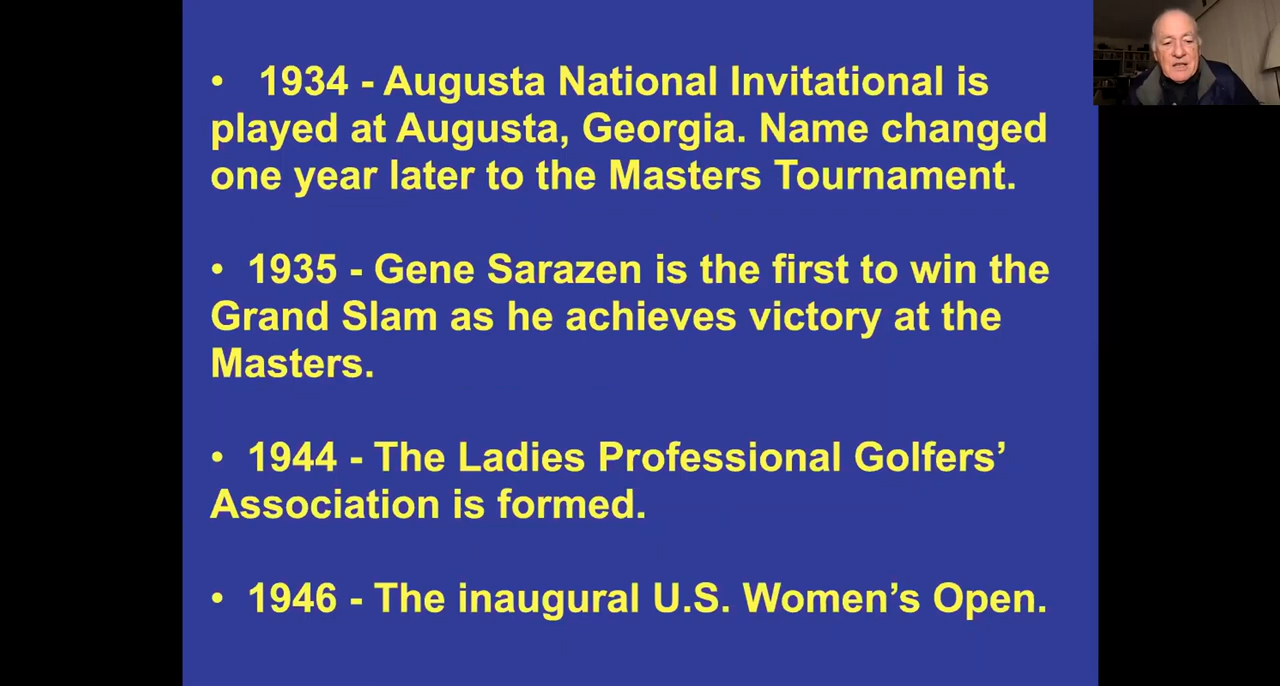 • 1934 - Augusta National Invitational is
played at Augusta, Georgia. Name changed
one year later to the Masters Tournament.
• 1935 - Gene Sarazen is the first to win the
Grand Slam as he achieves victory at the
Masters.
• 1944 - The Ladies Professional Golfers’
Association is formed.
• 1946 - The inaugural U.S. Women’s Open.